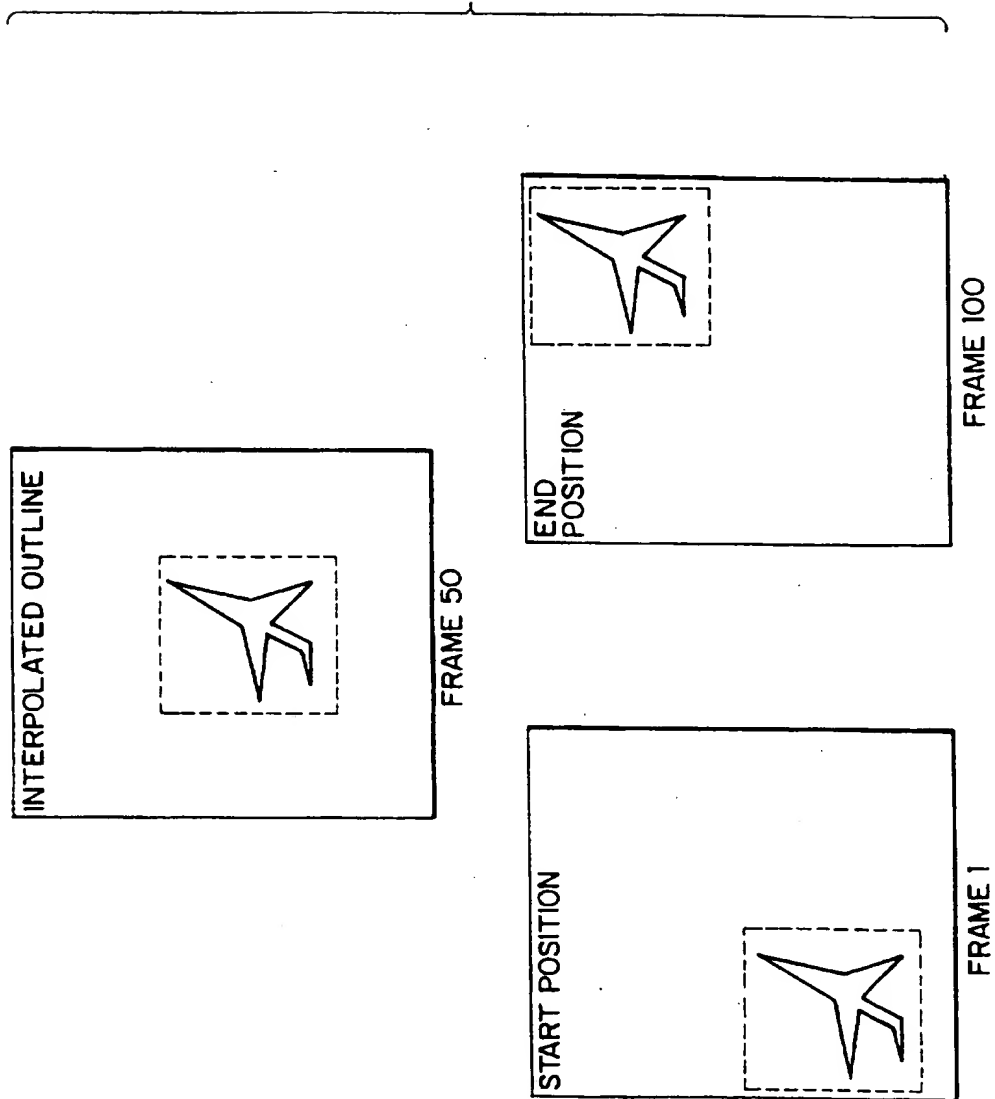 INTERPOLATED OUTLINE
FRAME 50
START POSITION
FRAME 1
END
POSITION
FRAME 100